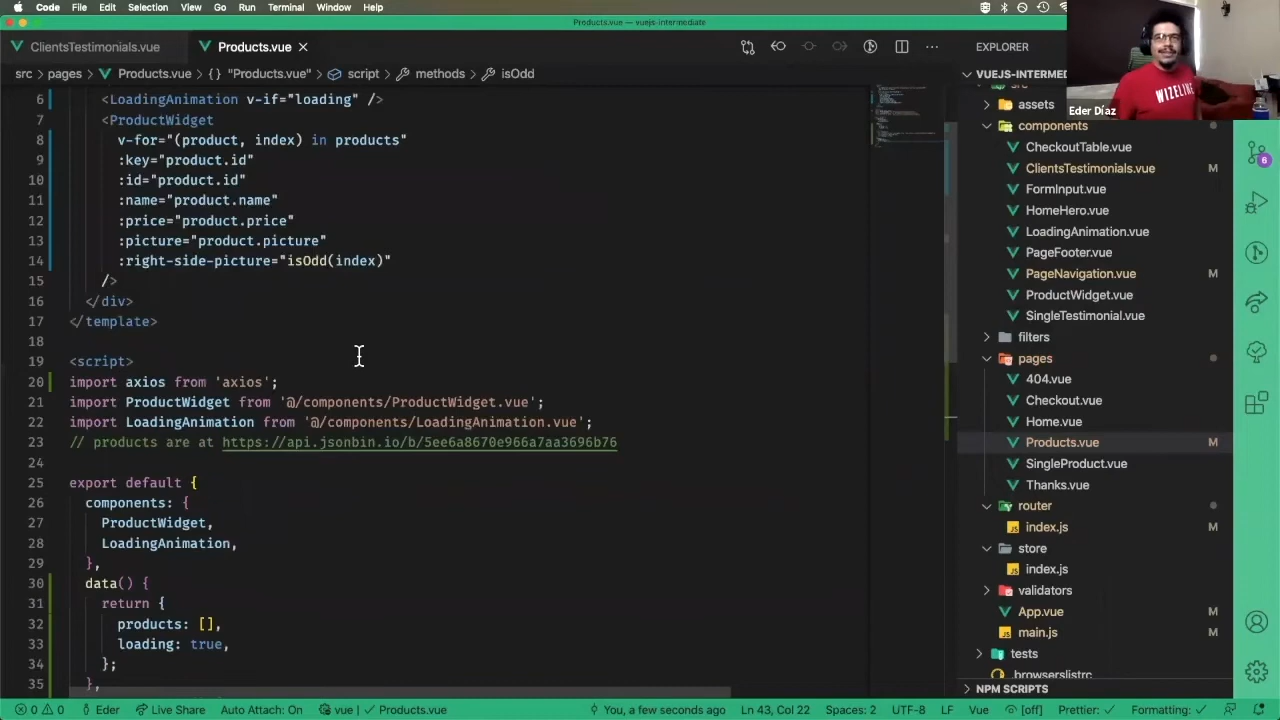 Code File Edit Selection View Go Run Terminal Window Help
Products.vue — vuejs-intermediate
ClientsTestimonials.vue Products.vue
src > pages > Products.vue > {} "Products.vue" > script > methods > isOdd
6 <LoadingAnimation v-if="loading" />
7 <ProductWidget
8 v-for="(product, index) in products"
9 :key="product.id"
10 :id="product.id"
11 :name="product.name"
12 :price="product.price"
13 :picture="product.picture"
14 :right-side-picture="isOdd(index)"
15 />
16 </div>
17 </template>
18
19 <script>
20 import axios from 'axios';
21 import ProductWidget from '@/components/ProductWidget.vue';
22 import LoadingAnimation from '@/components/LoadingAnimation.vue';
23 // products are at https://api.jsonbin.io/b/5ee6a8670e966a7aa3696b76
24
25 export default {
26 components: {
27 ProductWidget,
28 LoadingAnimation,
29 },
30 data() {
31 return {
32 products: [],
33 loading: true,
34 };
35 },
EXPLORER
VUEJS-INTERMED
src
assets
components
CheckoutTable.vue
ClientsTestimonials.vue M
FormInput.vue
HomeHero.vue
LoadingAnimation.vue
PageFooter.vue
PageNavigation.vue M
ProductWidget.vue
SingleTestimonial.vue
filters
pages
404.vue
Checkout.vue
Home.vue
Products.vue M
SingleProduct.vue
Thanks.vue
router
index.js M
store
index.js
validators
App.vue M
main.js M
tests
.browserslistrc
NPM SCRIPTS
WIZELINE
Eder Díaz
6
0 0 Eder Live Share Auto Attach: On vue | ✓ Products.vue You, a few seconds ago Ln 43, Col 22 Spaces: 2 UTF-8 LF Vue [off] Prettier: ✓ Formatting: ✓